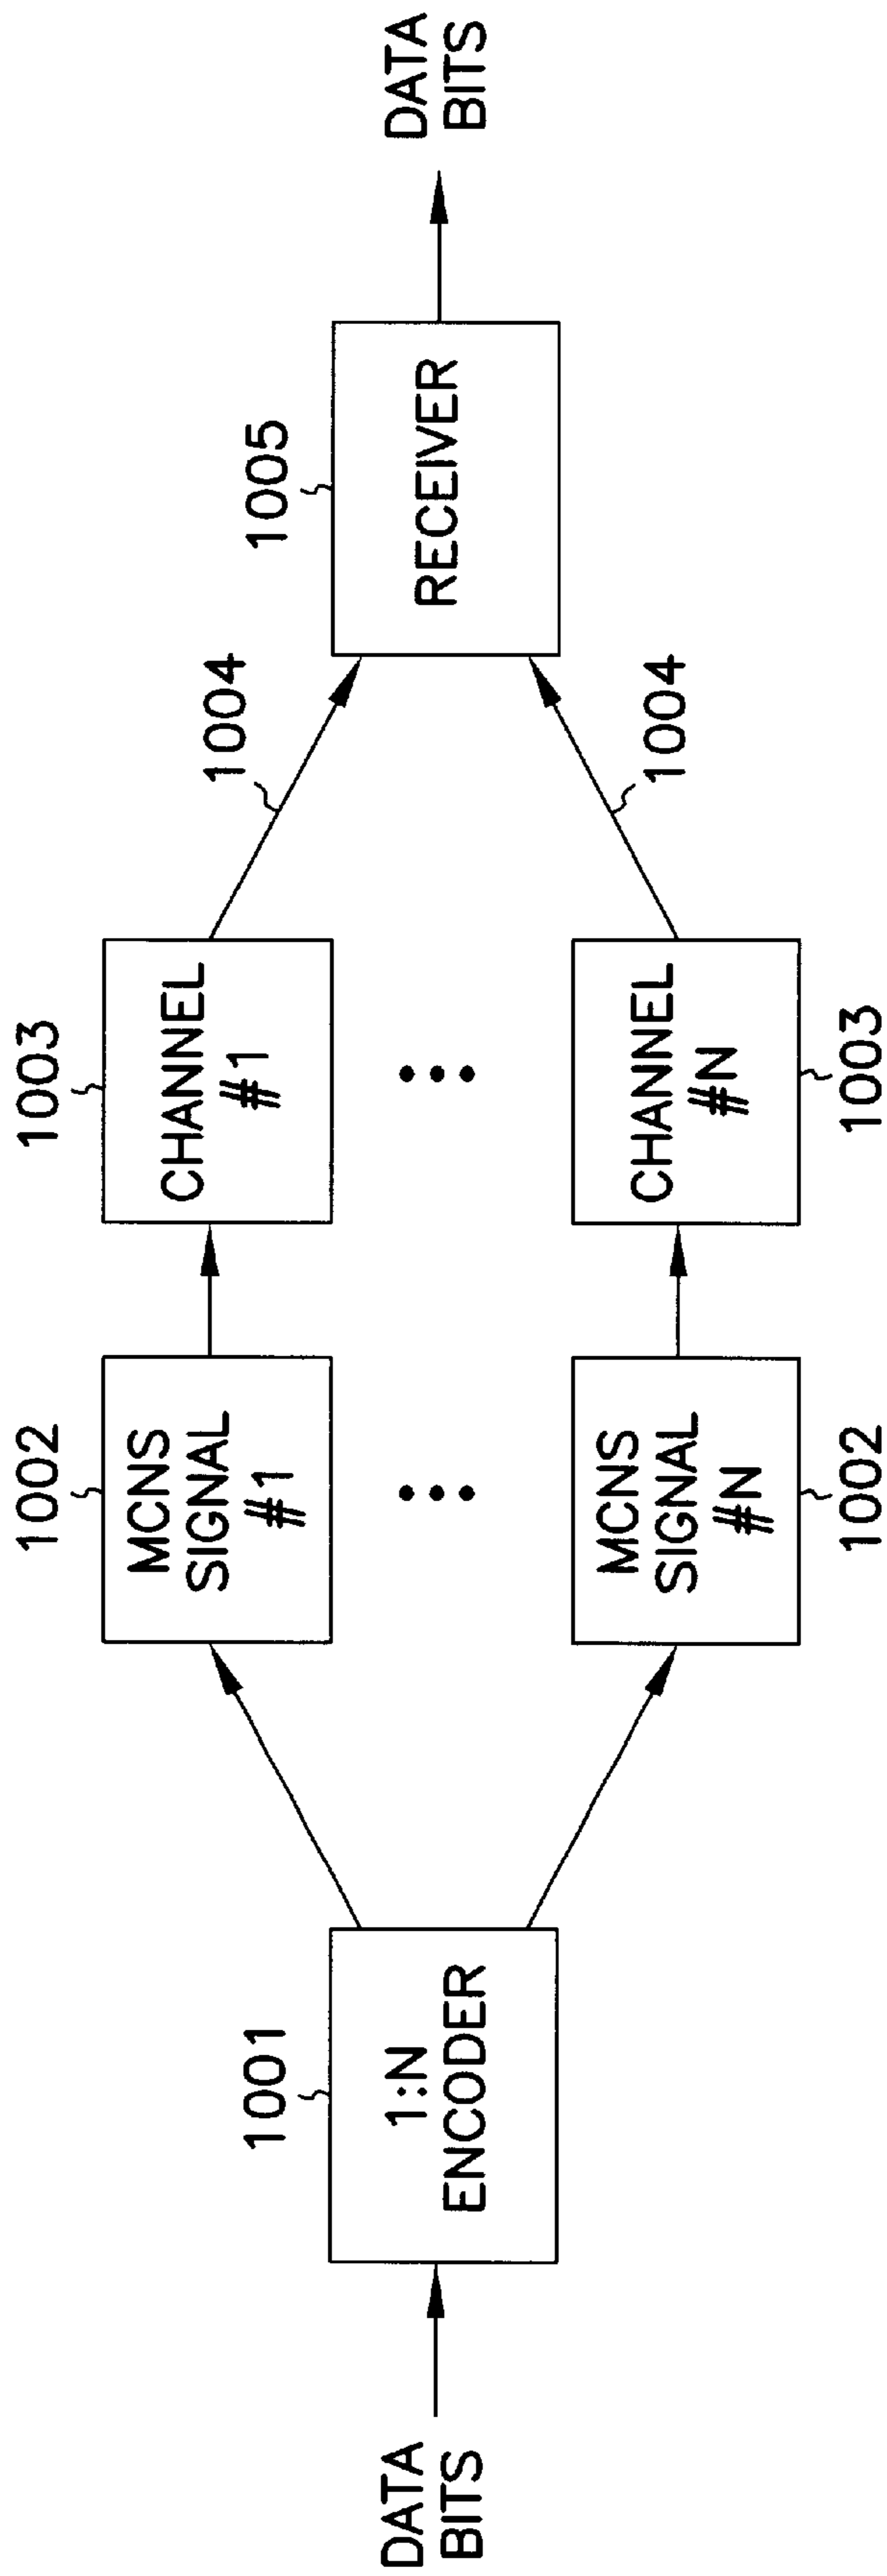 DATA
BITS
1001
1:N
ENCODER
1002
MCNS
SIGNAL
#1
1003
CHANNEL
#1
1004
MCNS
SIGNAL
#N
1002
CHANNEL
#N
1003
1004
1005
RECEIVER
DATA
BITS